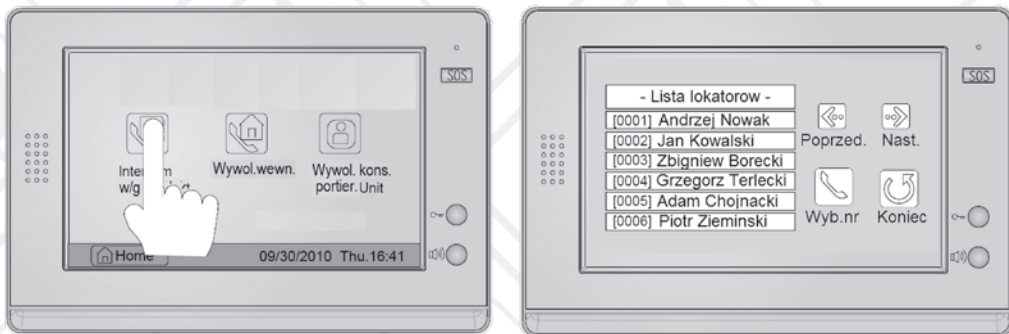 SOS
Interkom
w/g
Wywol.wewn.
Wywol. kons.
portier. Unit
Home
09/30/2010 Thu.16:41
SOS
- Lista lokatorow -
[0001] Andrzej Nowak
[0002] Jan Kowalski
[0003] Zbigniew Borecki
[0004] Grzegorz Terlecki
[0005] Adam Chojnacki
[0006] Piotr Zieminski
Poprzed.
Nast.
Wyb.nr
Koniec